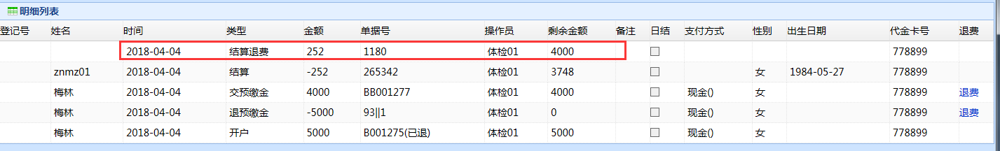 明细列表
登记号 姓名 时间 类型 金额 单据号 操作员 剩余金额 备注 日结 支付方式 性别 出生日期 代金卡号 退费
2018-04-04 结算退费 252 1180 体检01 4000 778899
znmz01 2018-04-04 结算 -252 265342 体检01 3748 女 1984-05-27 778899
梅林 2018-04-04 交预缴金 4000 BB001277 体检01 4000 现金() 女 778899 退费
梅林 2018-04-04 退预缴金 -5000 93||1 体检01 0 现金() 女 778899 退费
梅林 2018-04-04 开户 5000 B001275(已退) 体检01 5000 现金() 女 778899